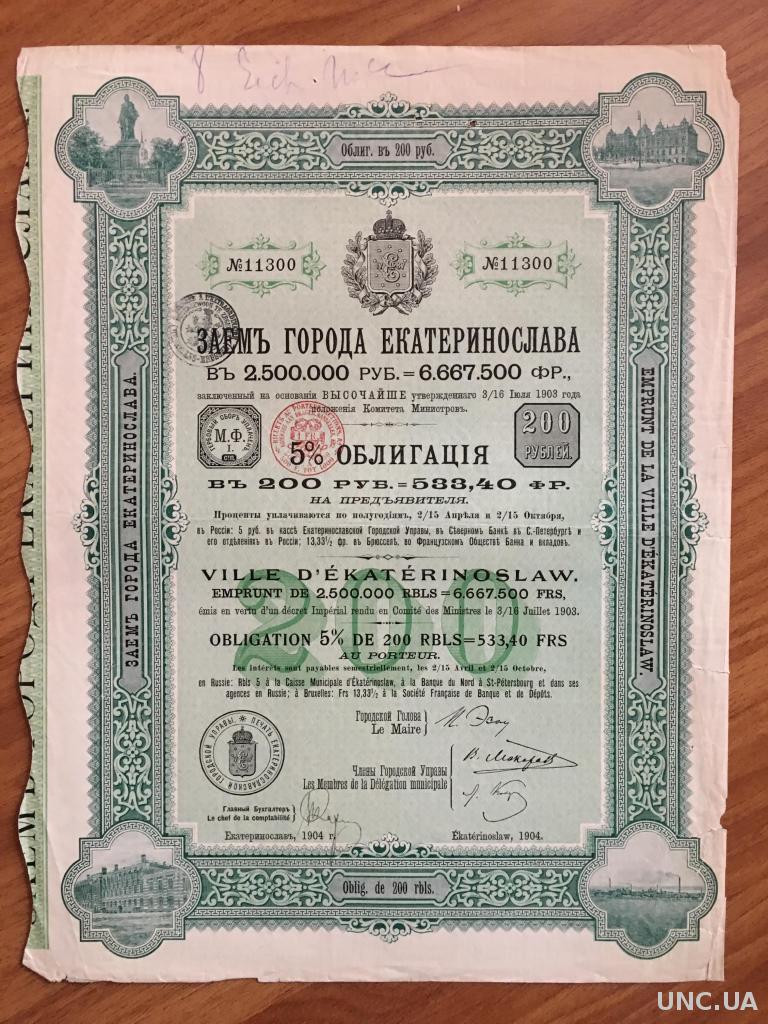 Облиг. въ 200 руб.
№11300
№11300
ЗАЕМЪ ГОРОДА ЕКАТЕРИНОСЛАВА
ВЪ 2.500.000 РУБ. = 6.667.500 ФР.,
заключенный на основаніи ВЫСОЧАЙШЕ утвержденнаго 3/16 Іюля 1903 года
положенія Комитета Министровъ.
М.Ф.
1.
200
РУБЛЕЙ.
5% ОБЛИГАЦІЯ
ВЪ 200 РУБ. = 533,40 ФР.
НА ПРЕДЪЯВИТЕЛЯ.
Проценты уплачиваются по полугодіямъ, 2/15 Апрѣля и 2/15 Октября,
въ Россіи: 5 руб. въ кассѣ Екатеринославской Городской Управы, въ Сѣверномъ Банкѣ въ С.-Петербургѣ и
его отдѣленіяхъ въ Россіи; 13,33½ фр. въ Брюсселѣ, во Французскомъ Обществѣ Банка и вкладовъ.
200
VILLE D'ÉKATÉRINOSLAW.
EMPRUNT DE 2.500.000 RBLS = 6.667.500 FRS,
émis en vertu d'un décret Impérial rendu en Comité des Ministres le 3/16 Juillet 1903.
OBLIGATION 5% DE 200 RBLS = 533,40 FRS
AU PORTEUR.
Les intérêts sont payables semestriellement, les 2/15 Avril et 2/15 Octobre,
en Russie: Rbls 5 à la Caisse Municipale d'Ékatérinoslaw, à la Banque du Nord à St-Pétersbourg et dans ses
agences en Russie; à Bruxelles: Frs 13,33½ à la Société Française de Banque et de Dépôts.
Городской Голова
Le Maire
ПЕЧАТЬ ЕКАТЕРИНОСЛАВСКОЙ ГОРОДСКОЙ УПРАВЫ
Члены Городской Управы
Les Membres de la Délégation municipale
Главный Бухгалтеръ
Le chef de la comptabilité
Екатеринославъ, 1904 г.
Ékatérinoslaw, 1904.
Oblig. de 200 rbls.
ЗАЕМЪ ГОРОДА ЕКАТЕРИНОСЛАВА.
EMPRUNT DE LA VILLE D'ÉKATÉRINOSLAW.
UNC.UA